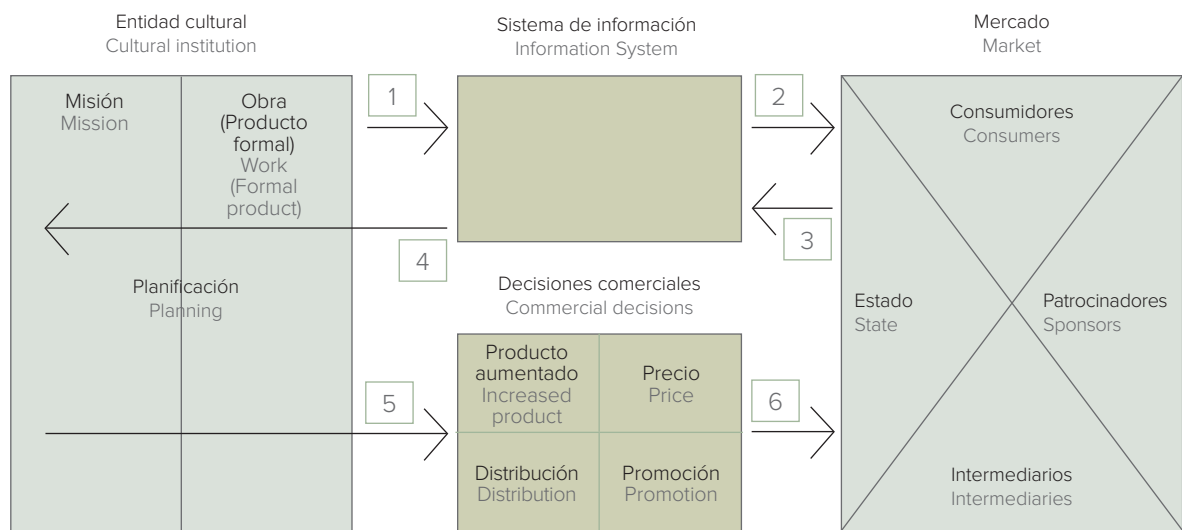 Entidad cultural
Cultural institution
Sistema de información
Information System
Mercado
Market
Misión
Mission
Obra
(Producto
formal)
Work
(Formal
product)
1
2
Consumidores
Consumers
3
4
Planificación
Planning
Decisiones comerciales
Commercial decisions
Estado
State
Patrocinadores
Sponsors
5
Producto
aumentado
Increased
product
Precio
Price
6
Distribución
Distribution
Promoción
Promotion
Intermediarios
Intermediaries